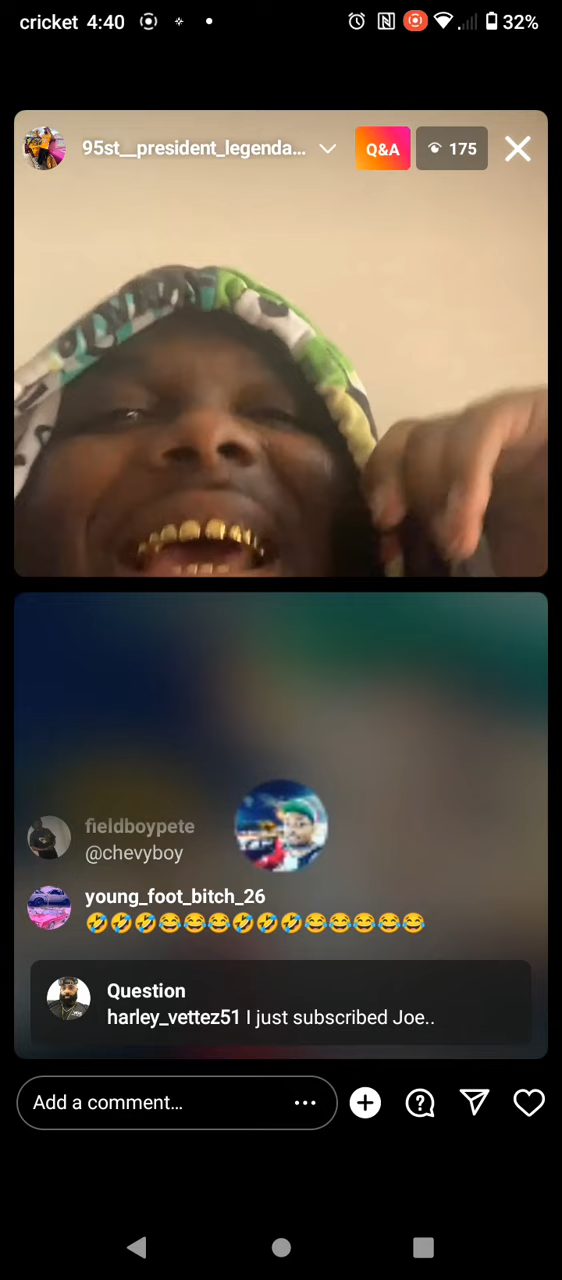 cricket 4:40 32%
95st__president_legenda... Q&A 175
fieldboypete
@chevyboy
young_foot_bitch_26
🤣🤣🤣😂😂😂🤣🤣🤣😂😂😂😂😂
Question
harley_vettez51 I just subscribed Joe..
Add a comment...